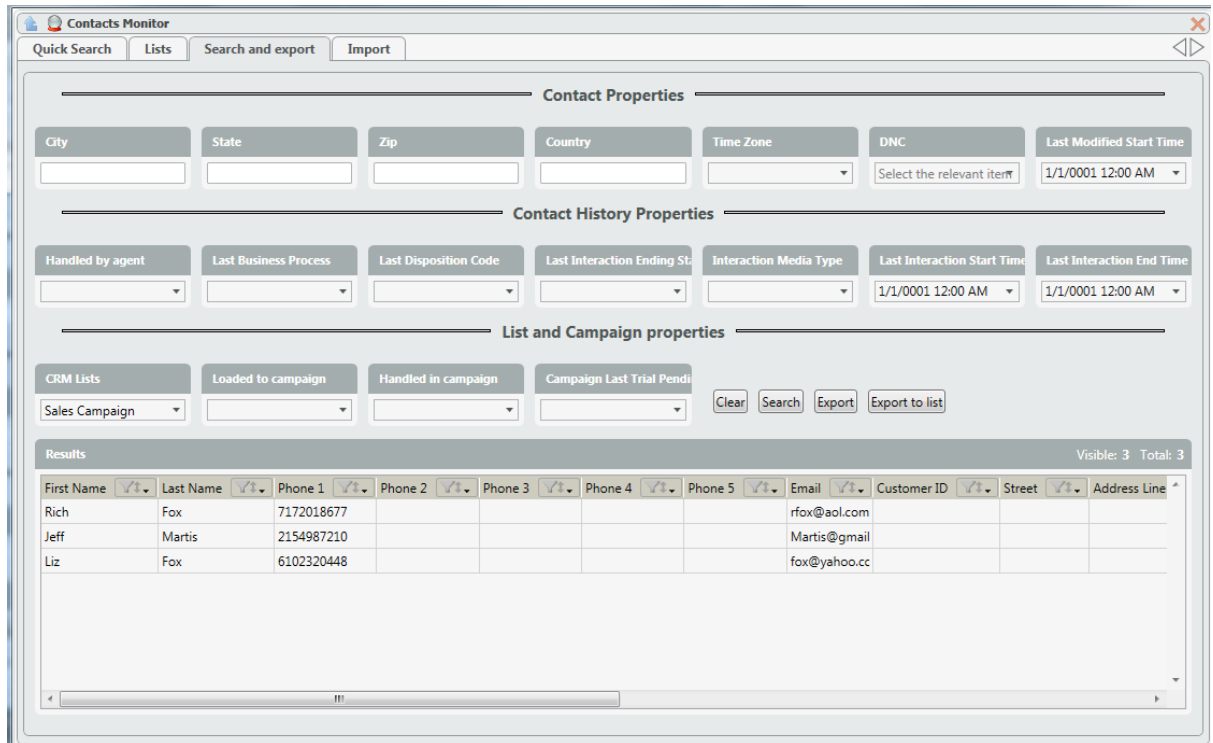 Contacts Monitor
Quick Search Lists Search and export Import
Contact Properties
City State Zip Country Time Zone DNC Last Modified Start Time
Select the relevant item 1/1/0001 12:00 AM
Contact History Properties
Handled by agent Last Business Process Last Disposition Code Last Interaction Ending Sta Interaction Media Type Last Interaction Start Time Last Interaction End Time
1/1/0001 12:00 AM 1/1/0001 12:00 AM
List and Campaign properties
CRM Lists Loaded to campaign Handled in campaign Campaign Last Trial Pendi
Sales Campaign Clear Search Export Export to list
Results Visible: 3 Total: 3
First Name Last Name Phone 1 Phone 2 Phone 3 Phone 4 Phone 5 Email Customer ID Street Address Line
Rich Fox 7172018677 rfox@aol.com
Jeff Martis 2154987210 Martis@gmail
Liz Fox 6102320448 fox@yahoo.cc